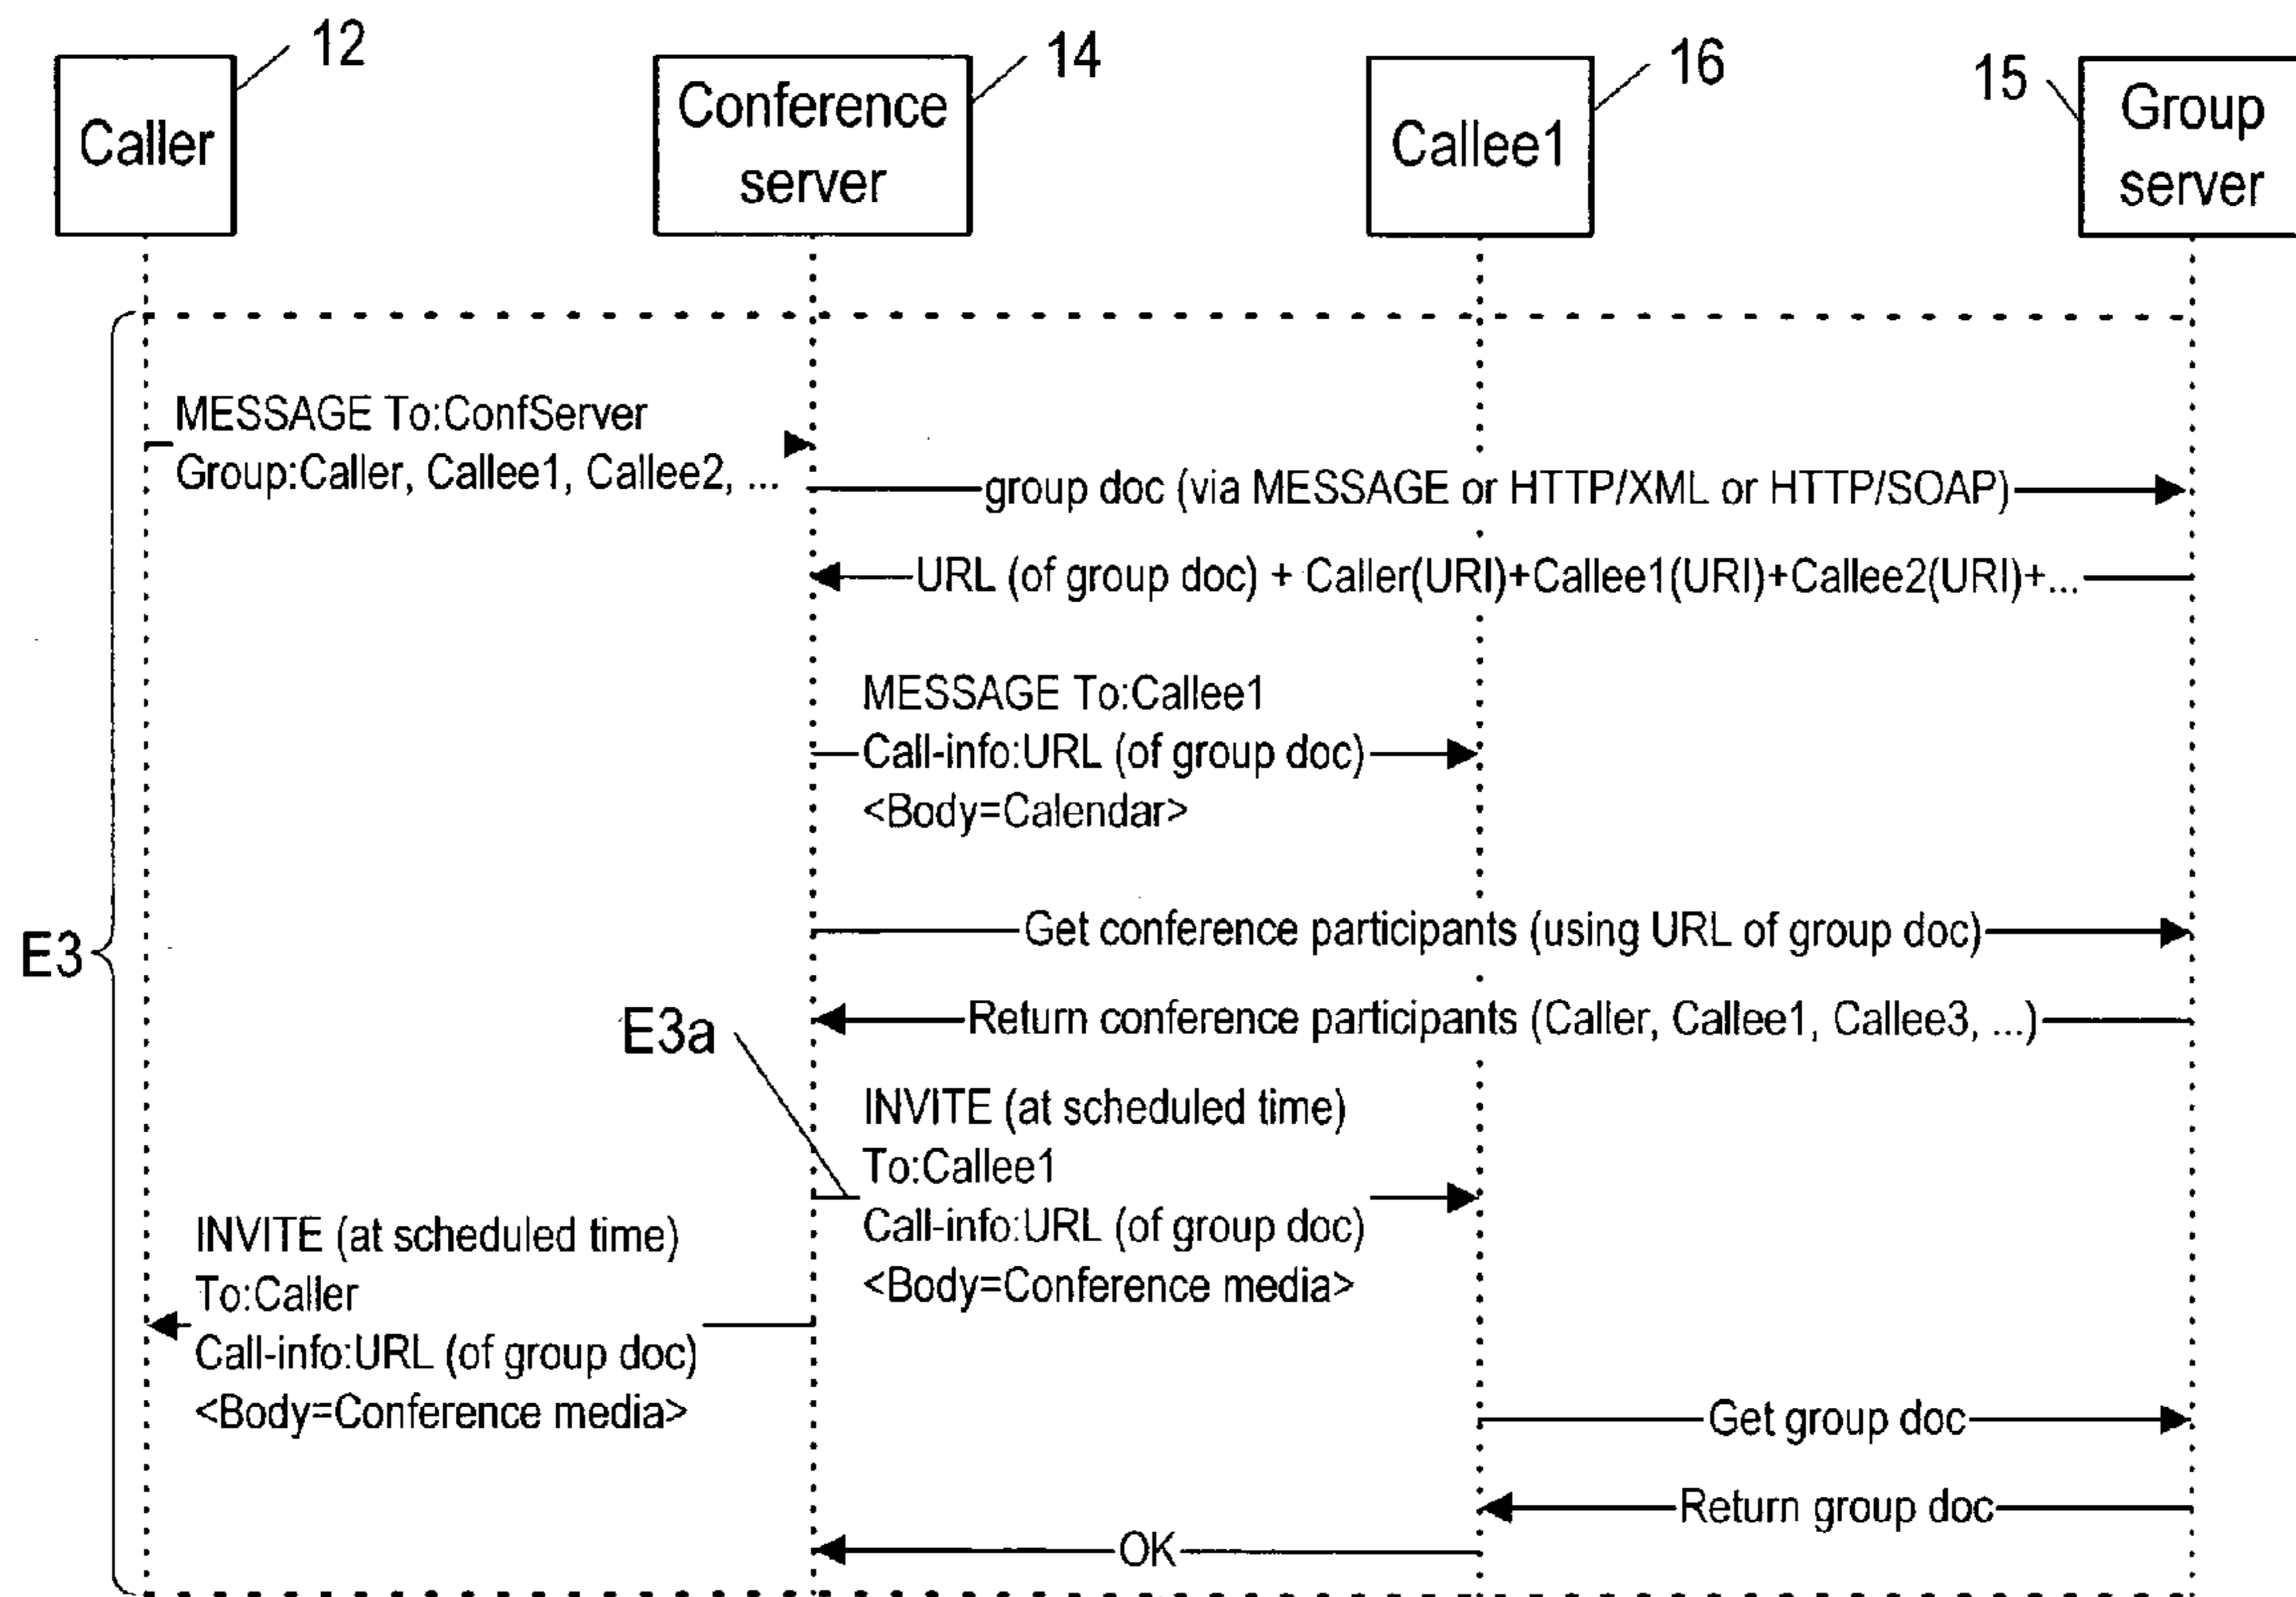 12
14
16
15
Caller
Conference
server
Callee1
Group
server
MESSAGE To:ConfServer
Group:Caller, Callee1, Callee2, ...
group doc (via MESSAGE or HTTP/XML or HTTP/SOAP)
URL (of group doc) + Caller(URI)+Callee1(URI)+Callee2(URI)+...
MESSAGE To:Callee1
Call-info:URL (of group doc)
<Body=Calendar>
Get conference participants (using URL of group doc)
E3
Return conference participants (Caller, Callee1, Callee3, ...)
E3a
INVITE (at scheduled time)
To:Callee1
Call-info:URL (of group doc)
<Body=Conference media>
INVITE (at scheduled time)
To:Caller
Call-info:URL (of group doc)
<Body=Conference media>
Get group doc
Return group doc
OK